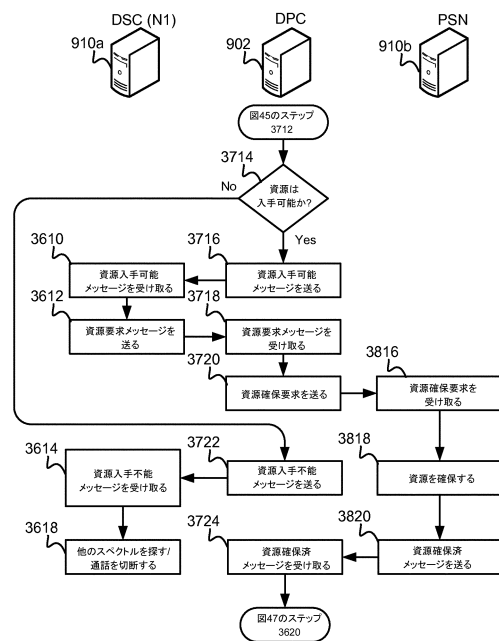 DSC (N1)
DPC
PSN
910a
902
910b
図45のステップ
3712
3714
No
資源は
入手可能か?
Yes
3610
3716
資源入手可能
メッセージを受け取る
資源入手可能
メッセージを送る
3612
3718
資源要求メッセージを
送る
資源要求メッセージを
受け取る
3720
3816
資源確保要求を送る
資源確保要求を
受け取る
3614
3722
3818
資源入手不能
メッセージを受け取る
資源入手不能
メッセージを送る
資源を確保する
3618
3724
3820
他のスペクトルを探す/
通話を切断する
資源確保済
メッセージを受け取る
資源確保済
メッセージを送る
図47のステップ
3620